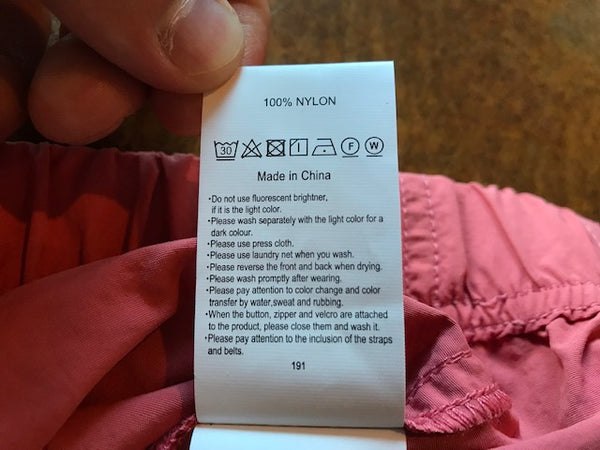 100% NYLON
30 F W
Made in China
•Do not use fluorescent brightner,
if it is the light color.
•Please wash separately with the light color for a
dark colour.
•Please use press cloth.
•Please use laundry net when you wash.
•Please reverse the front and back when drying.
•Please wash promptly after wearing.
•Please pay attention to color change and color
transfer by water,sweat and rubbing.
•When the button, zipper and velcro are attached
to the product, please close them and wash it.
•Please pay attention to the inclusion of the straps
and belts.
191